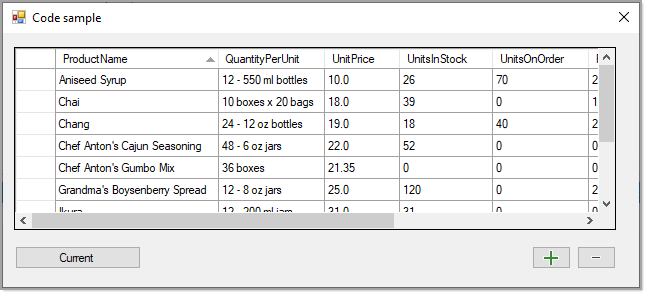 Code sample
ProductName QuantityPerUnit UnitPrice UnitsInStock UnitsOnOrder
Aniseed Syrup 12 - 550 ml bottles 10.0 26 70 2
Chai 10 boxes x 20 bags 18.0 39 0 1
Chang 24 - 12 oz bottles 19.0 18 40 2
Chef Anton's Cajun Seasoning 48 - 6 oz jars 22.0 52 0 0
Chef Anton's Gumbo Mix 36 boxes 21.35 0 0 0
Grandma's Boysenberry Spread 12 - 8 oz jars 25.0 120 0 2
Ikura 12 - 200 ml jars 31.0 31 0 0
Current + -